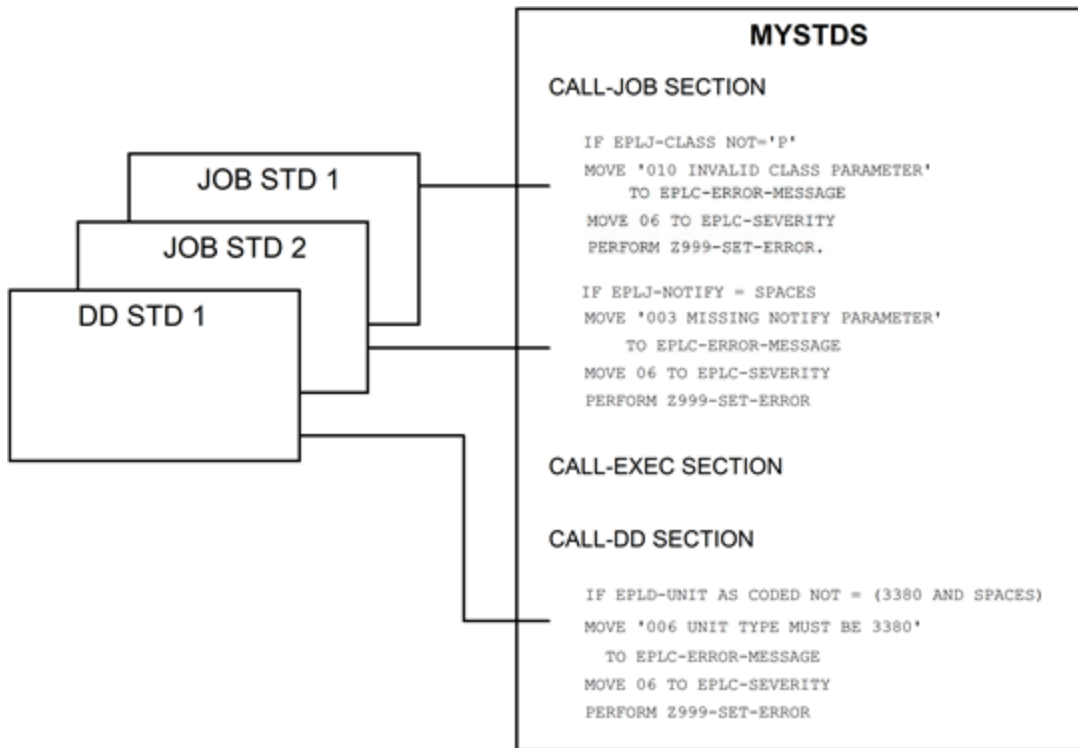 MYSTDS
CALL-JOB SECTION
IF EPLJ-CLASS NOT='P'
MOVE '010 INVALID CLASS PARAMETER'
TO EPLC-ERROR-MESSAGE
MOVE 06 TO EPLC-SEVERITY
PERFORM Z999-SET-ERROR.
IF EPLJ-NOTIFY = SPACES
MOVE '003 MISSING NOTIFY PARAMETER'
TO EPLC-ERROR-MESSAGE
MOVE 06 TO EPLC-SEVERITY
PERFORM Z999-SET-ERROR
CALL-EXEC SECTION
CALL-DD SECTION
IF EPLD-UNIT AS CODED NOT = (3380 AND SPACES)
MOVE '006 UNIT TYPE MUST BE 3380'
TO EPLC-ERROR-MESSAGE
MOVE 06 TO EPLC-SEVERITY
PERFORM Z999-SET-ERROR
JOB STD 1
JOB STD 2
DD STD 1